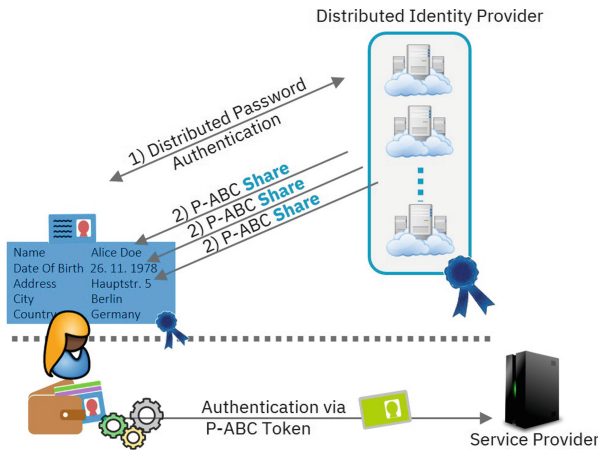 Distributed Identity Provider
1) Distributed Password
Authentication
2) P-ABC Share
2) P-ABC Share
2) P-ABC Share
Name Alice Doe
Date Of Birth 26. 11. 1978
Address Hauptstr. 5
City Berlin
Country Germany
Authentication via
P-ABC Token
Service Provider